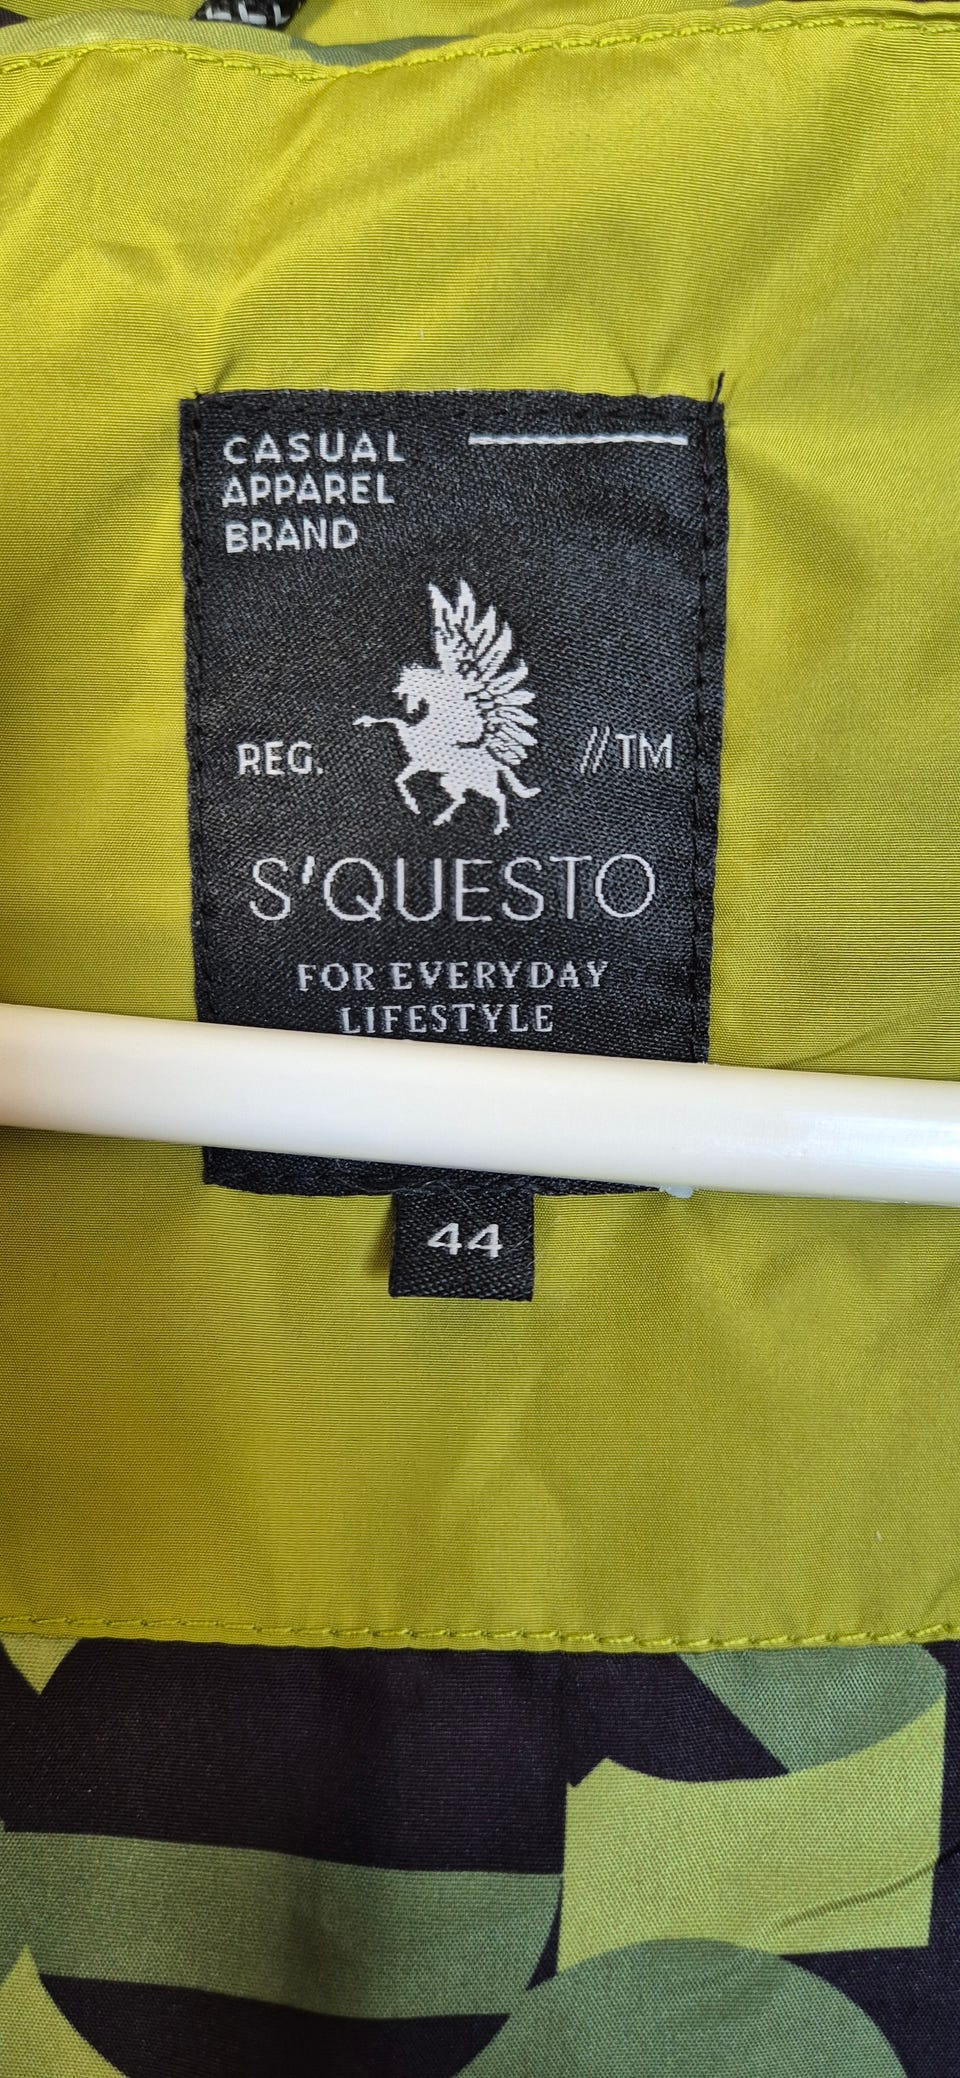 CASUAL
APPAREL
BRAND
REG. //TM
S'QUESTO
FOR EVERYDAY
LIFESTYLE
44